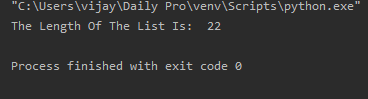 "C:\Users\vijay\Daily Pro\venv\Scripts\python.exe"
The Length Of The List Is:  22
Process finished with exit code 0